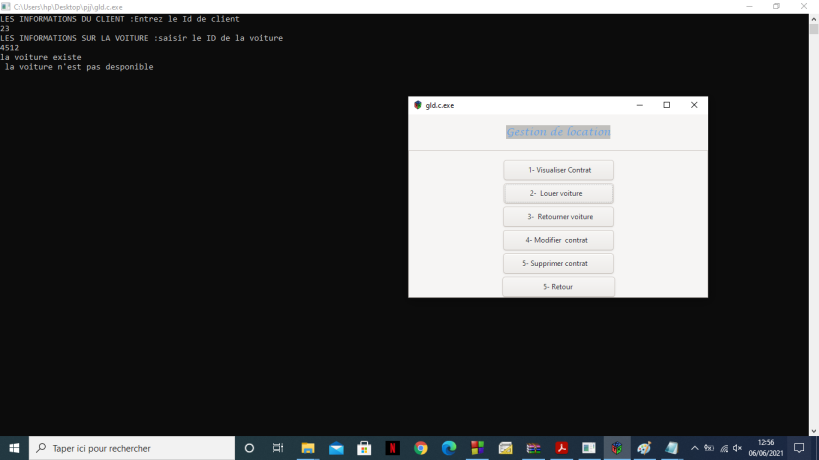 C:\Users\hp\Desktop\pjj\gld.c.exe
LES INFORMATIONS DU CLIENT :Entrez le Id de client
23
LES INFORMATIONS SUR LA VOITURE :saisir le ID de la voiture
4512
la voiture existe
la voiture n'est pas desponible
gld.c.exe
Gestion de location
1- Visualiser Contrat
2- Louer voiture
3- Retourner voiture
4- Modifier contrat
5- Supprimer contrat
5- Retour
Taper ici pour rechercher
12:56
06/06/2021